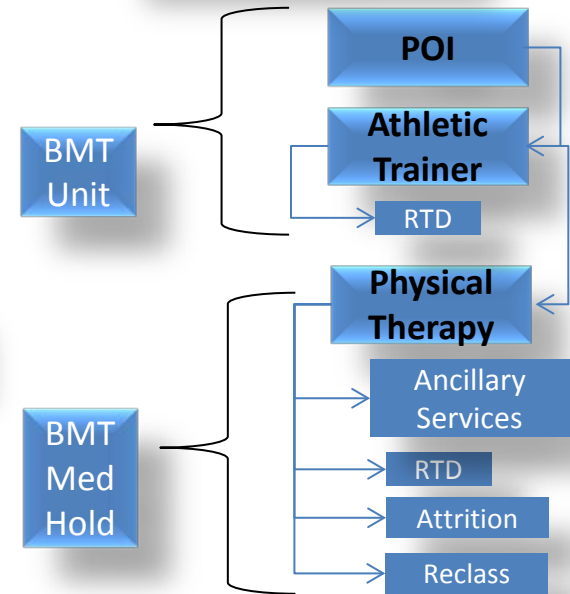 POI
Athletic
Trainer
BMT
Unit
RTD
Physical
Therapy
Ancillary
Services
BMT
Med
Hold
RTD
Attrition
Reclass